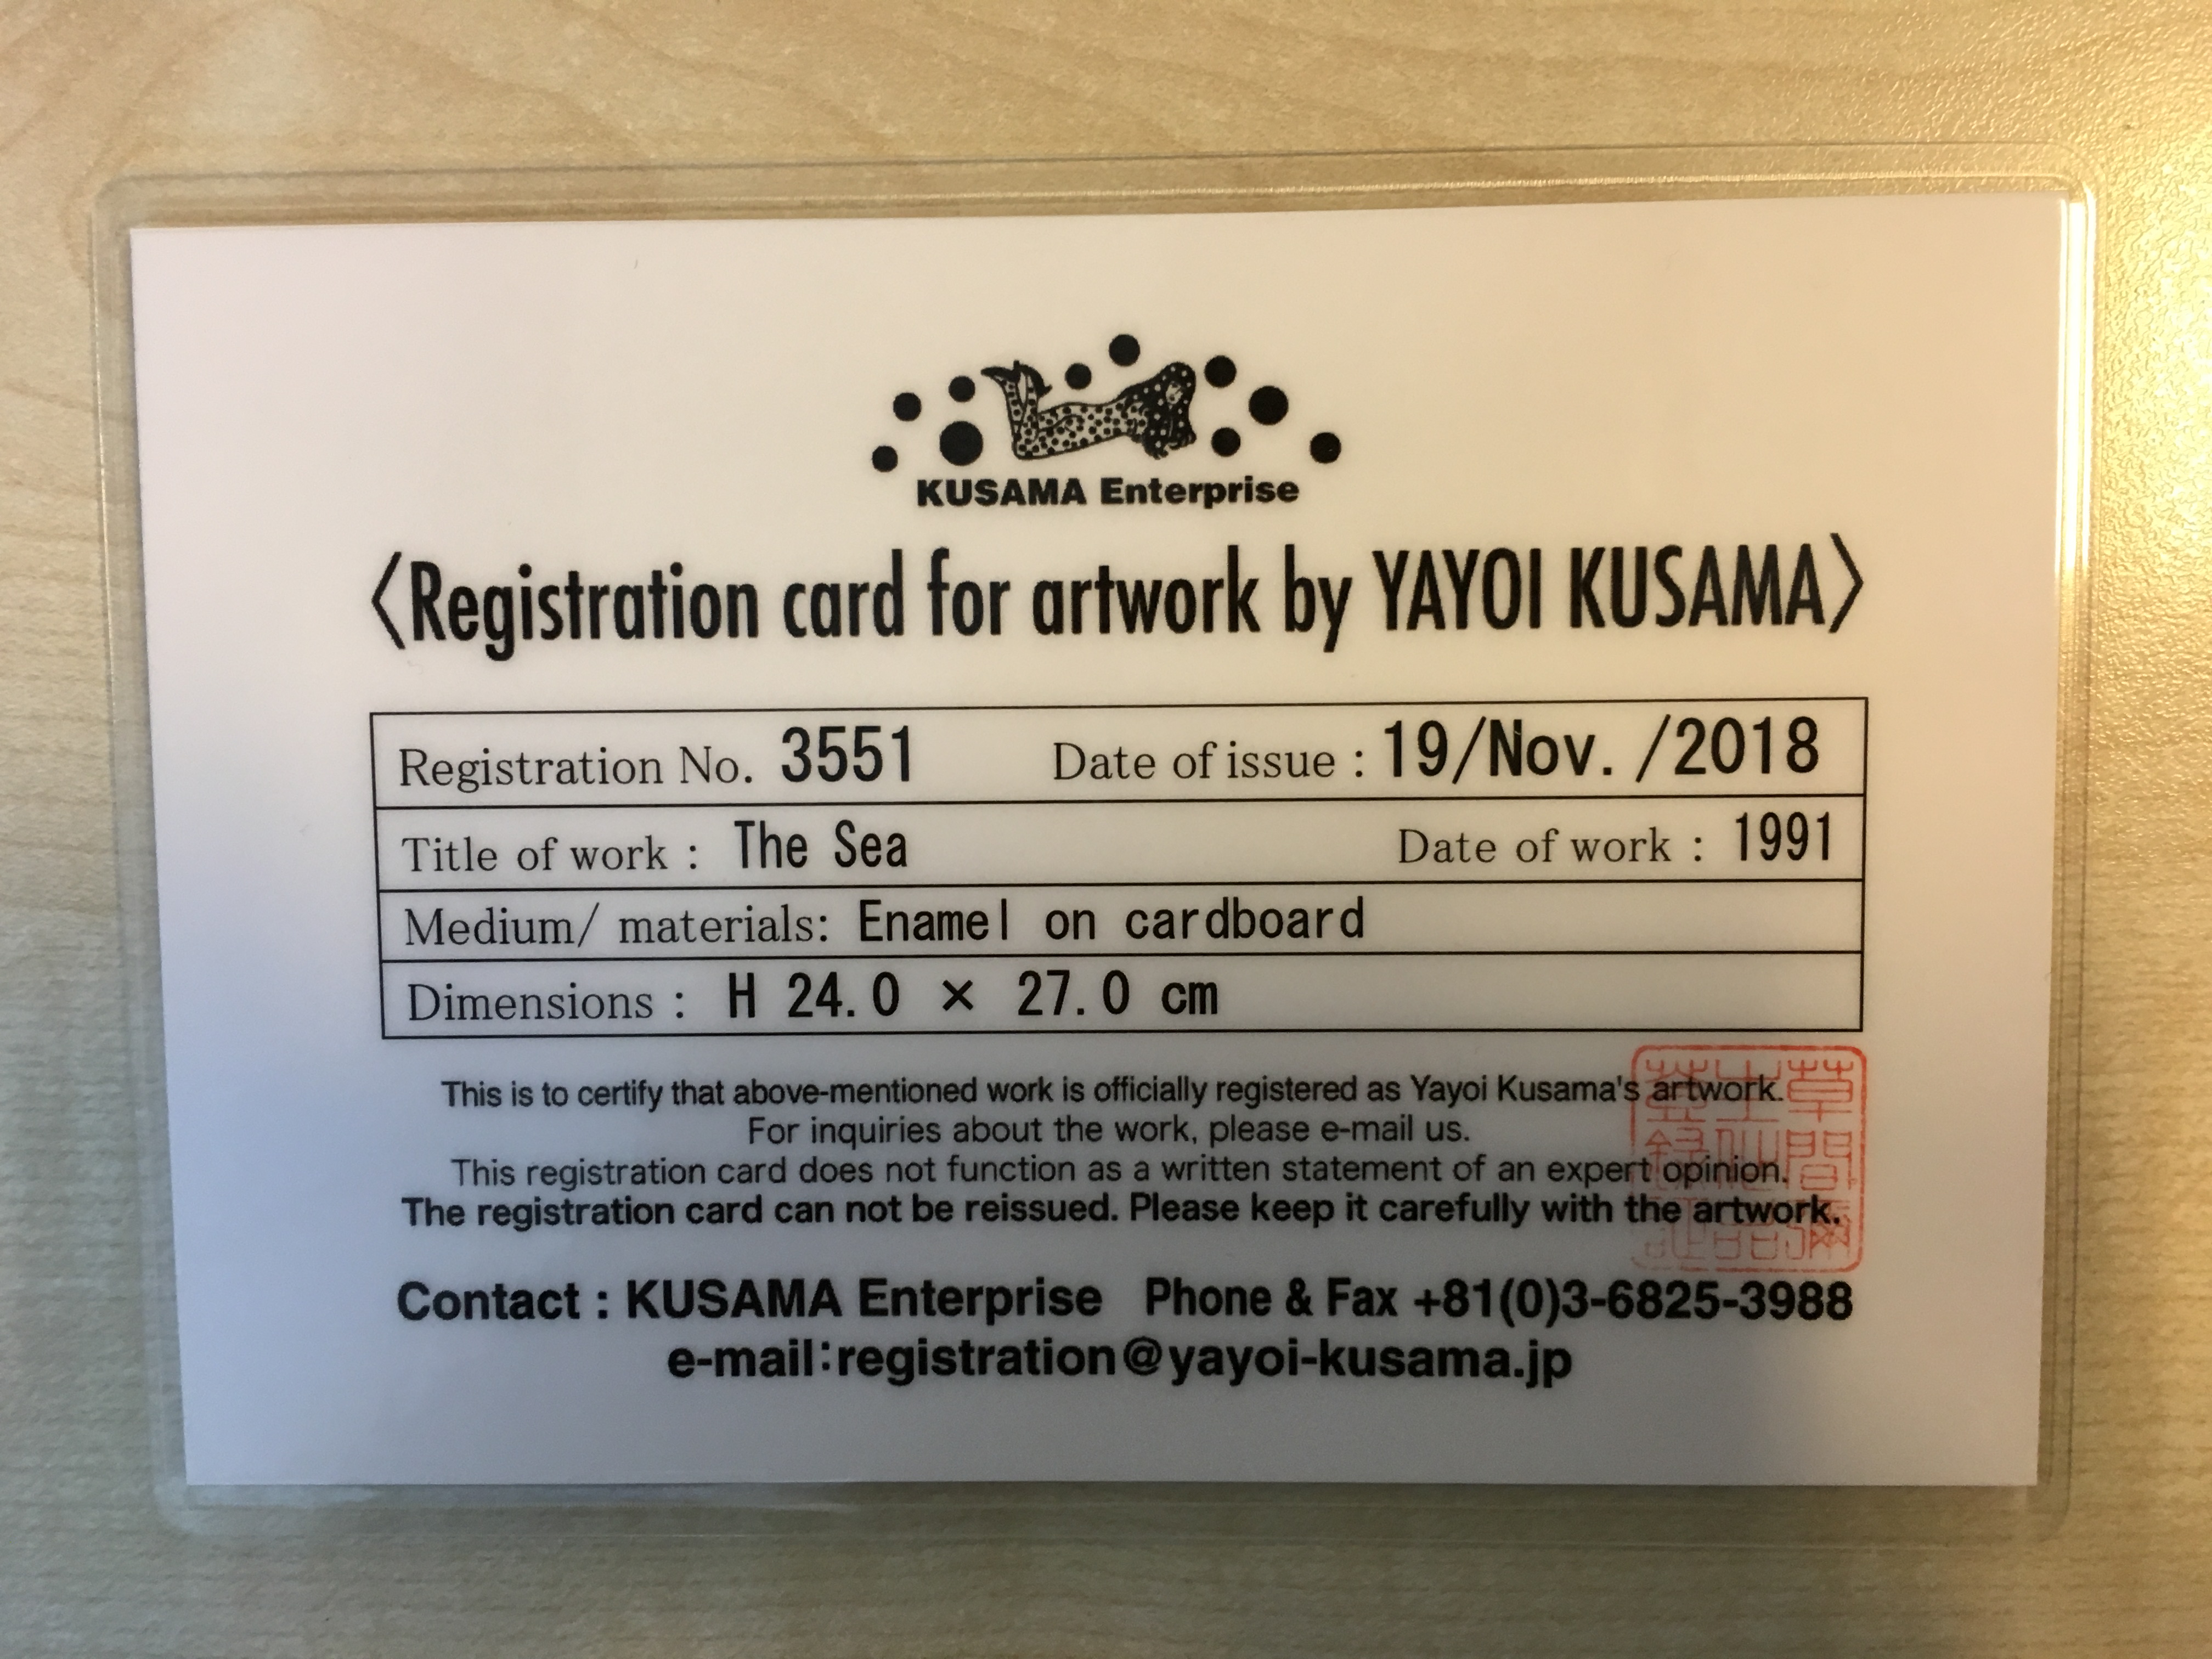 KUSAMA Enterprise
〈Registration card for artwork by YAYOI KUSAMA〉
Registration No. 3551 Date of issue : 19/Nov. /2018
Title of work : The Sea Date of work : 1991
Medium/ materials: Enamel on cardboard
Dimensions : H 24.0 × 27.0 cm
This is to certify that above-mentioned work is officially registered as Yayoi Kusama's artwork.
For inquiries about the work, please e-mail us.
This registration card does not function as a written statement of an expert opinion.
The registration card can not be reissued. Please keep it carefully with the artwork.
Contact : KUSAMA Enterprise Phone & Fax +81(0)3-6825-3988
e-mail:registration@yayoi-kusama.jp